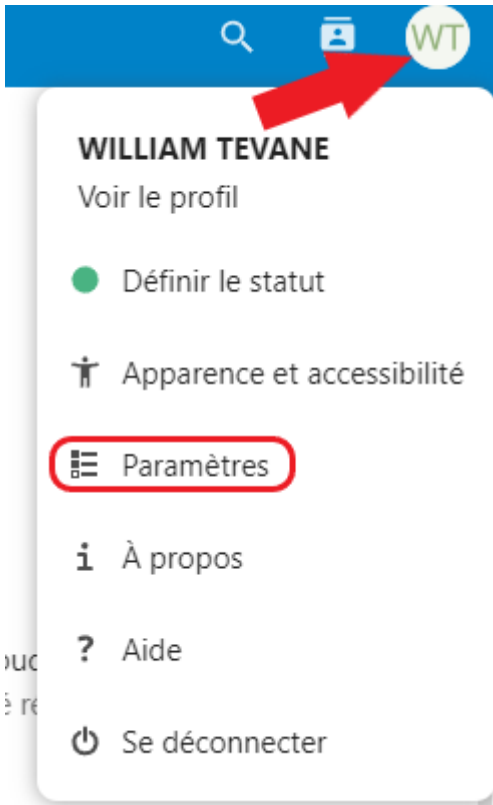 WT
WILLIAM TEVANE
Voir le profil
Définir le statut
Apparence et accessibilité
Paramètres
À propos
? Aide
Se déconnecter